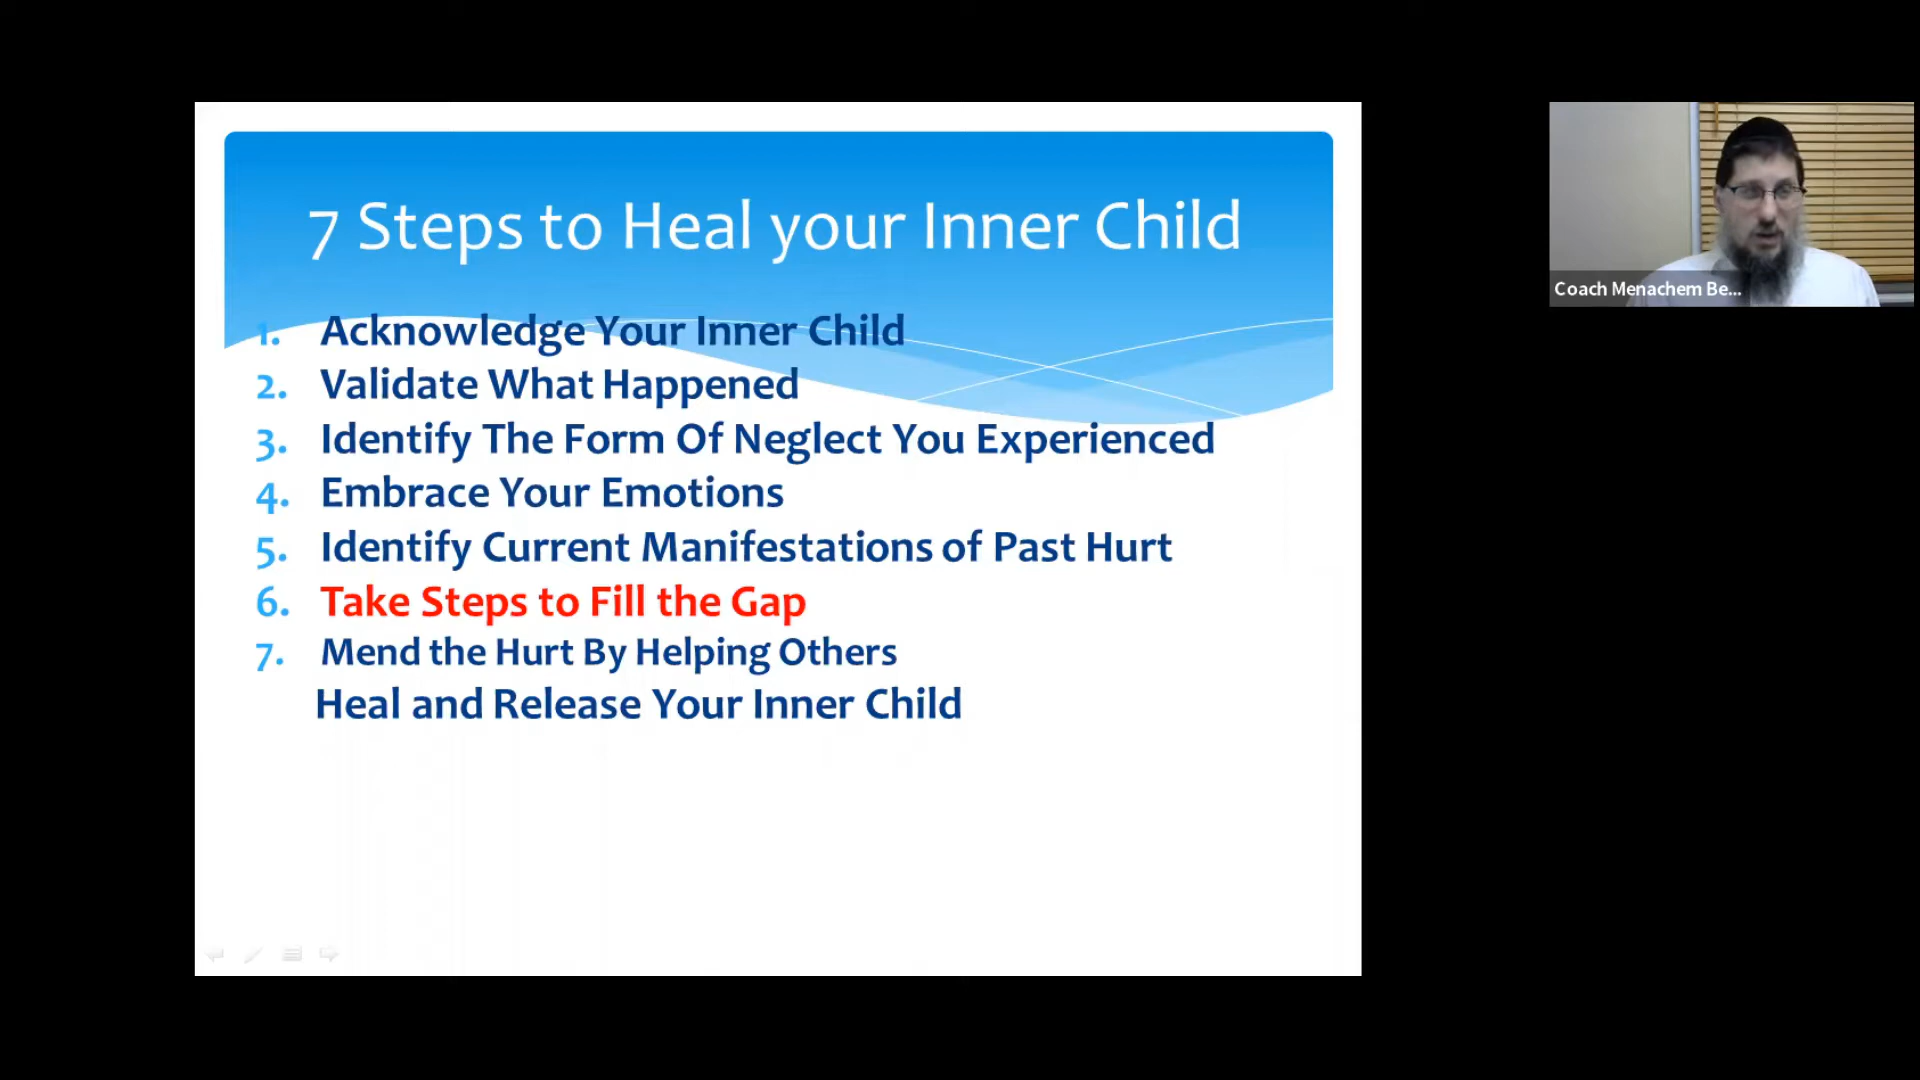 7 Steps to Heal your Inner Child
1. Acknowledge Your Inner Child
2. Validate What Happened
3. Identify The Form Of Neglect You Experienced
4. Embrace Your Emotions
5. Identify Current Manifestations of Past Hurt
6. Take Steps to Fill the Gap
7. Mend the Hurt By Helping Others
Heal and Release Your Inner Child
Coach Menachem Be...